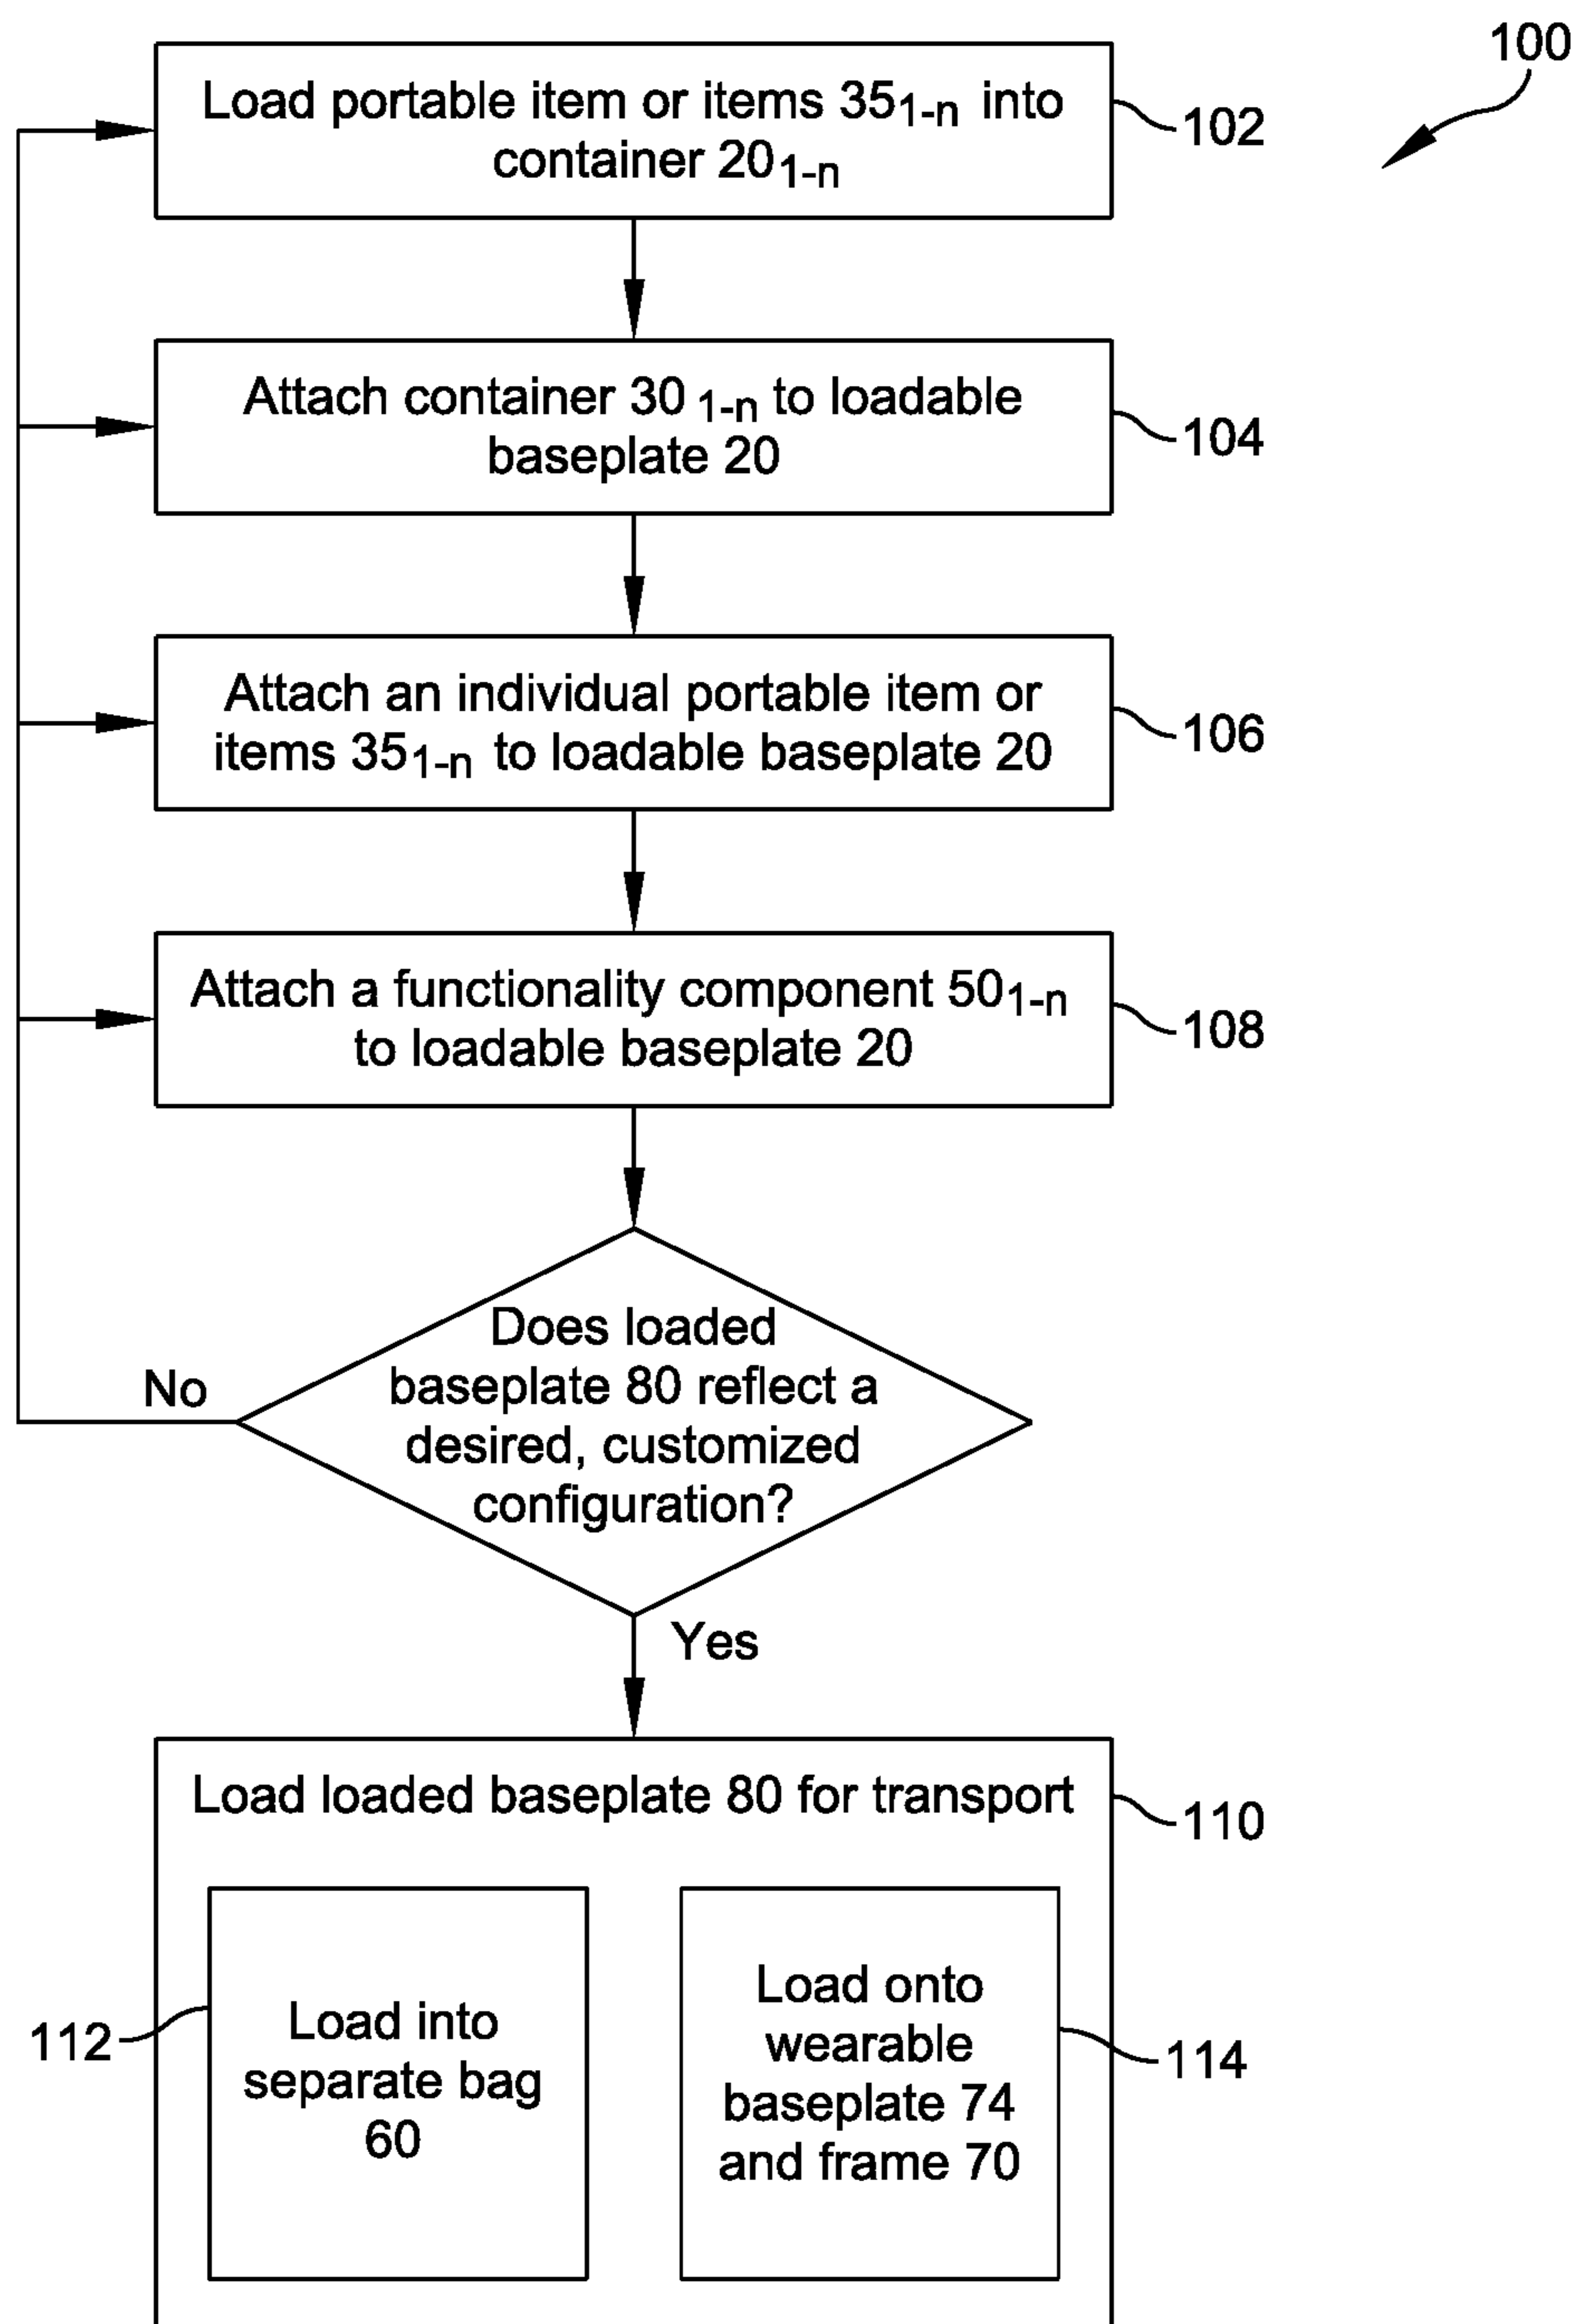 100
Load portable item or items 35₁₋ₙ into
container 20₁₋ₙ
102
Attach container 30 ₁₋ₙ to loadable
baseplate 20
104
Attach an individual portable item or
items 35₁₋ₙ to loadable baseplate 20
106
Attach a functionality component 50₁₋ₙ
to loadable baseplate 20
108
Does loaded
baseplate 80 reflect a
desired, customized
configuration?
No
Yes
Load loaded baseplate 80 for transport
110
Load into
separate bag
60
112
Load onto
wearable
baseplate 74
and frame 70
114